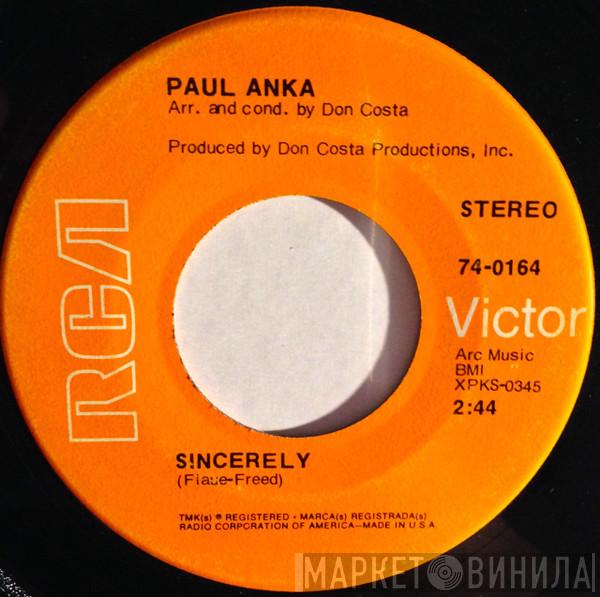 PAUL ANKA
Arr. and cond. by Don Costa
Produced by Don Costa Productions, Inc.
STEREO
74-0164
RCA
Victor
Arc Music
BMI
XPKS-0345
2:44
SINCERELY
(Fiaue-Freed)
TMK(s) ® REGISTERED • MARCA(s) REGISTRADA(s)
RADIO CORPORATION OF AMERICA—MADE IN U.S.A.
МАРКЕТ ВИНИЛА